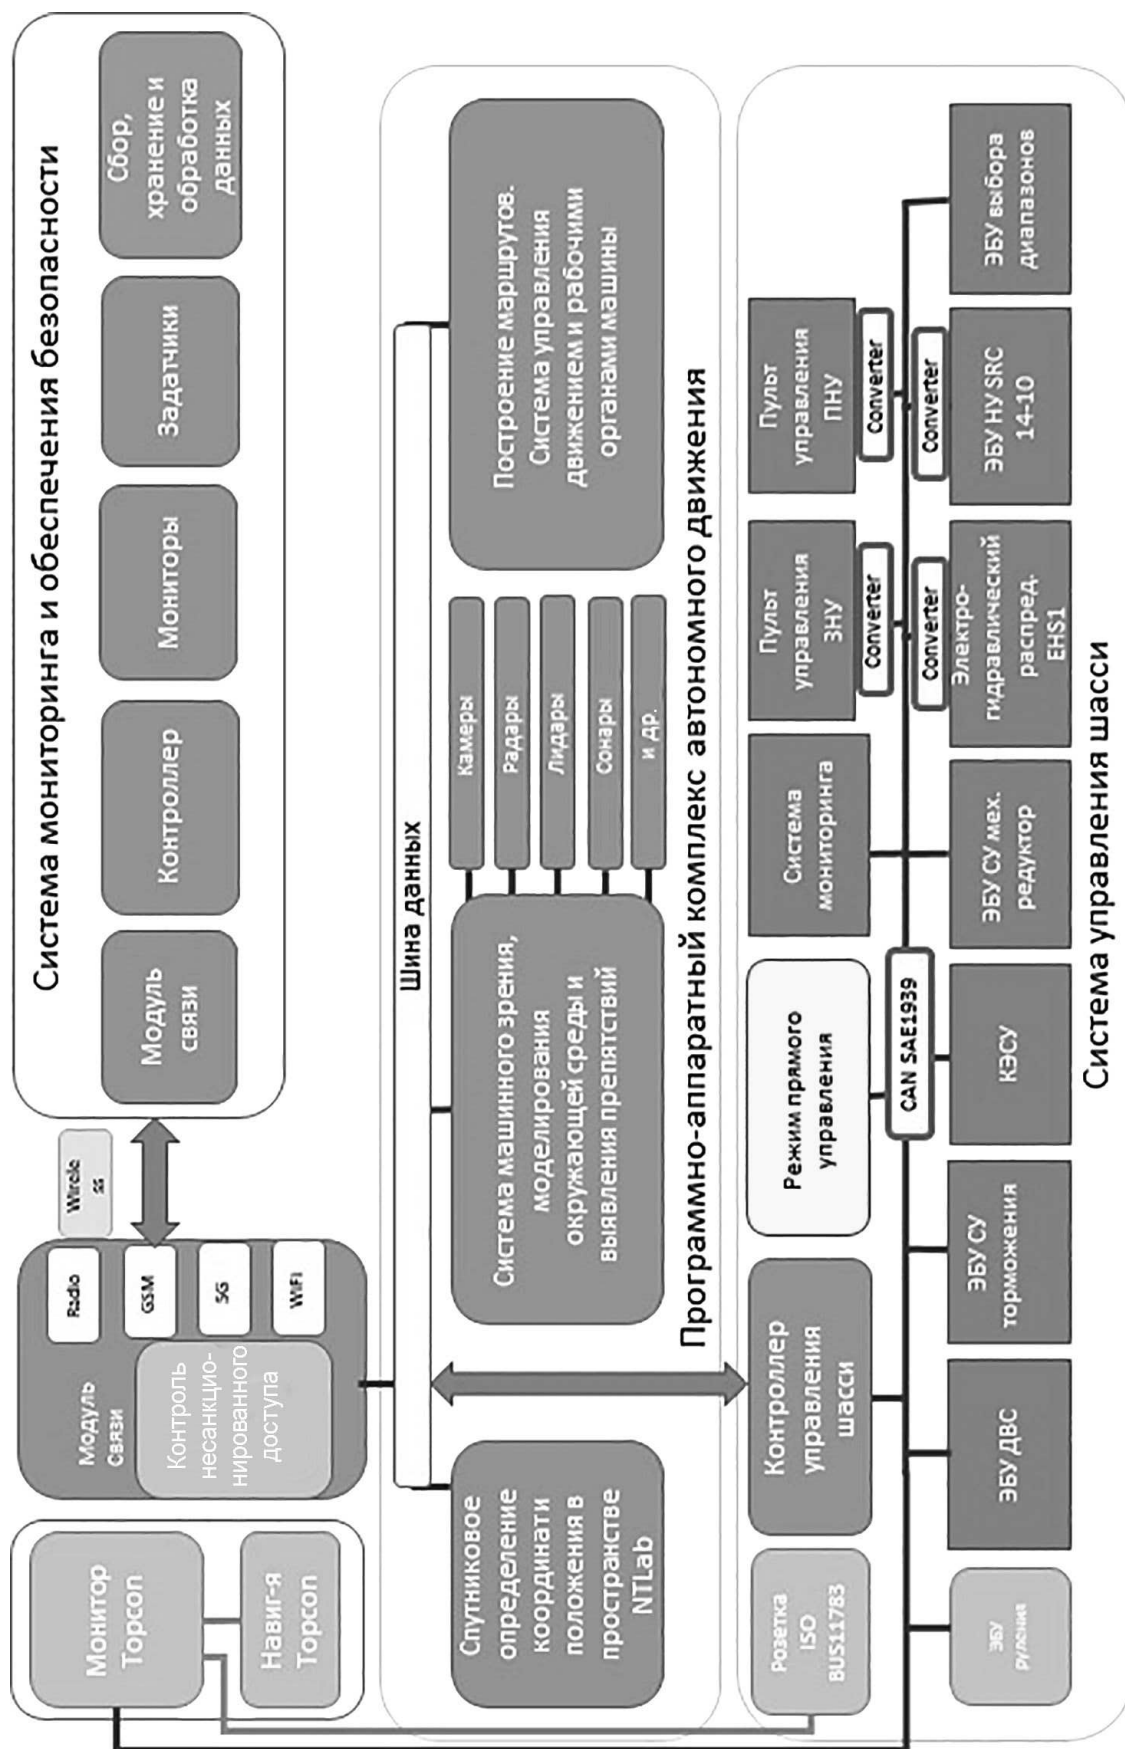 Система мониторинга и обеспечения безопасности
Модуль
связи
Контроллер
Мониторы
Задатчики
Сбор,
хранение и
обработка
данных
Монитор
Topcon
Навиг-я
Topcon
Модуль
связи
Контроль
несанкцио-
нированного
доступа
Radio
GSM
5G
WiFi
Wirele
ss
Шина данных
Спутниковое
определение
координат и
положения в
пространстве
NTLab
Система машинного зрения,
моделирования
окружающей среды и
выявления препятствий
Камеры
Радары
Лидары
Сонары
и др.
Построение маршрутов.
Система управления
движением и рабочими
органами машины
Программно-аппаратный комплекс автономного движения
Розетка
ISO
BUS11783
Контроллер
управления
шасси
Режим прямого
управления
Система
мониторинга
Пульт
управления
ЗНУ
Converter
Пульт
управления
ПНУ
Converter
CAN SAE1939
Converter
Converter
ЭБУ
руления
ЭБУ ДВС
ЭБУ СУ
торможения
КЭСУ
ЭБУ СУ мех.
редуктор
Электро-
гидравлический
распред.
EHS1
ЭБУ НУ SRC
14-10
ЭБУ выбора
диапазонов
Система управления шасси